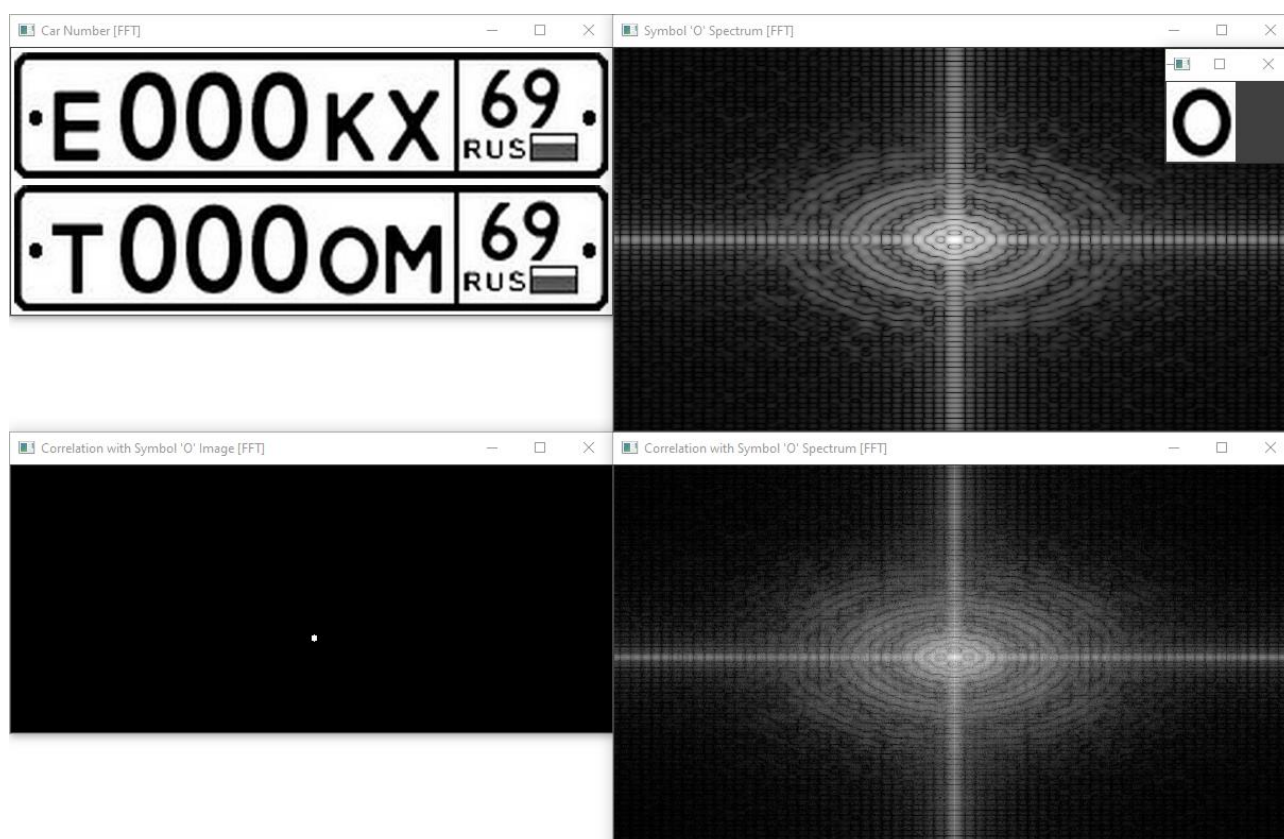 Car Number [FFT]
Symbol 'O' Spectrum [FFT]
E000KX 69
RUS
O
T000OM 69
RUS
Correlation with Symbol 'O' Image [FFT]
Correlation with Symbol 'O' Spectrum [FFT]